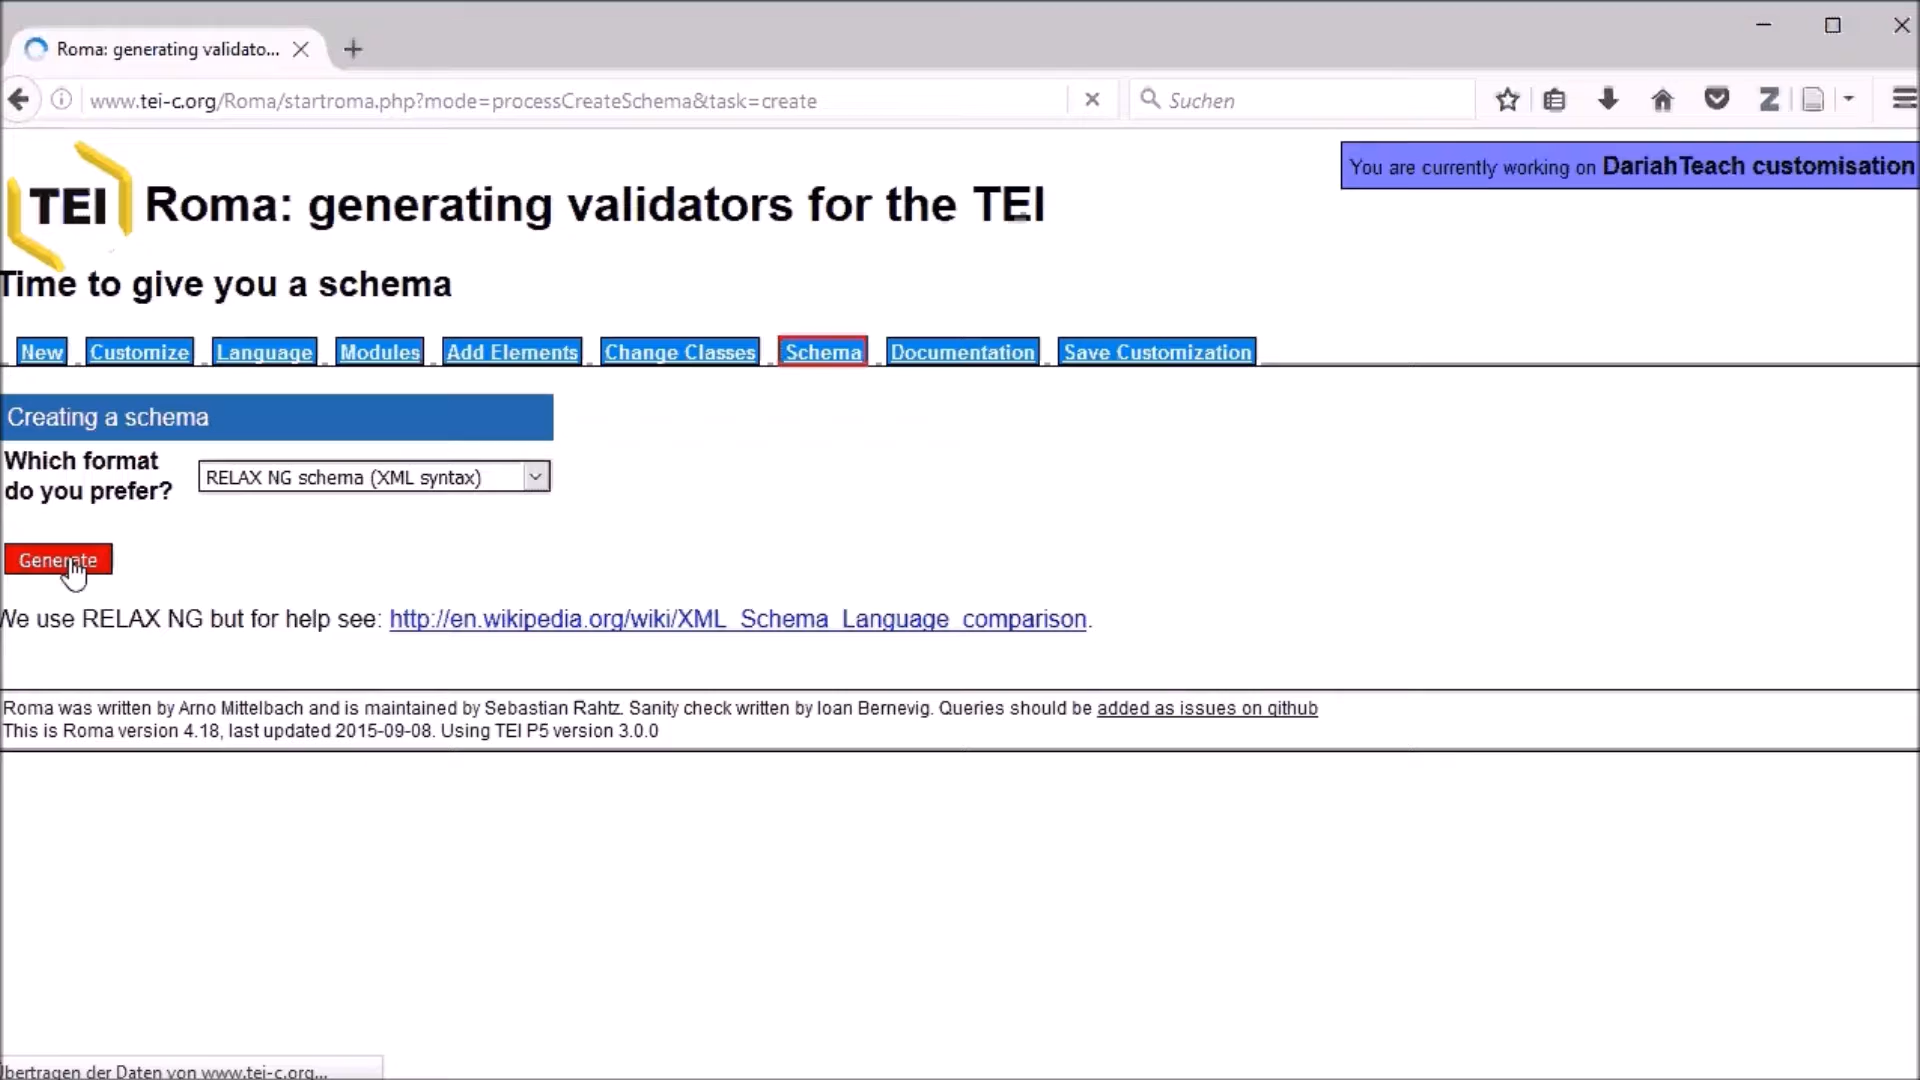 Roma: generating validato...
www.tei-c.org/Roma/startroma.php?mode=processCreateSchema&task=create
Suchen
TEI
Roma: generating validators for the TEI
You are currently working on DariahTeach customisation
Time to give you a schema
New Customize Language Modules Add Elements Change Classes Schema Documentation Save Customization
Creating a schema
Which format
do you prefer?
RELAX NG schema (XML syntax)
Generate
We use RELAX NG but for help see: http://en.wikipedia.org/wiki/XML_Schema_Language_comparison.
Roma was written by Arno Mittelbach and is maintained by Sebastian Rahtz. Sanity check written by Ioan Bernevig. Queries should be added as issues on github
This is Roma version 4.18, last updated 2015-09-08. Using TEI P5 version 3.0.0
Übertragen der Daten von www.tei-c.org...